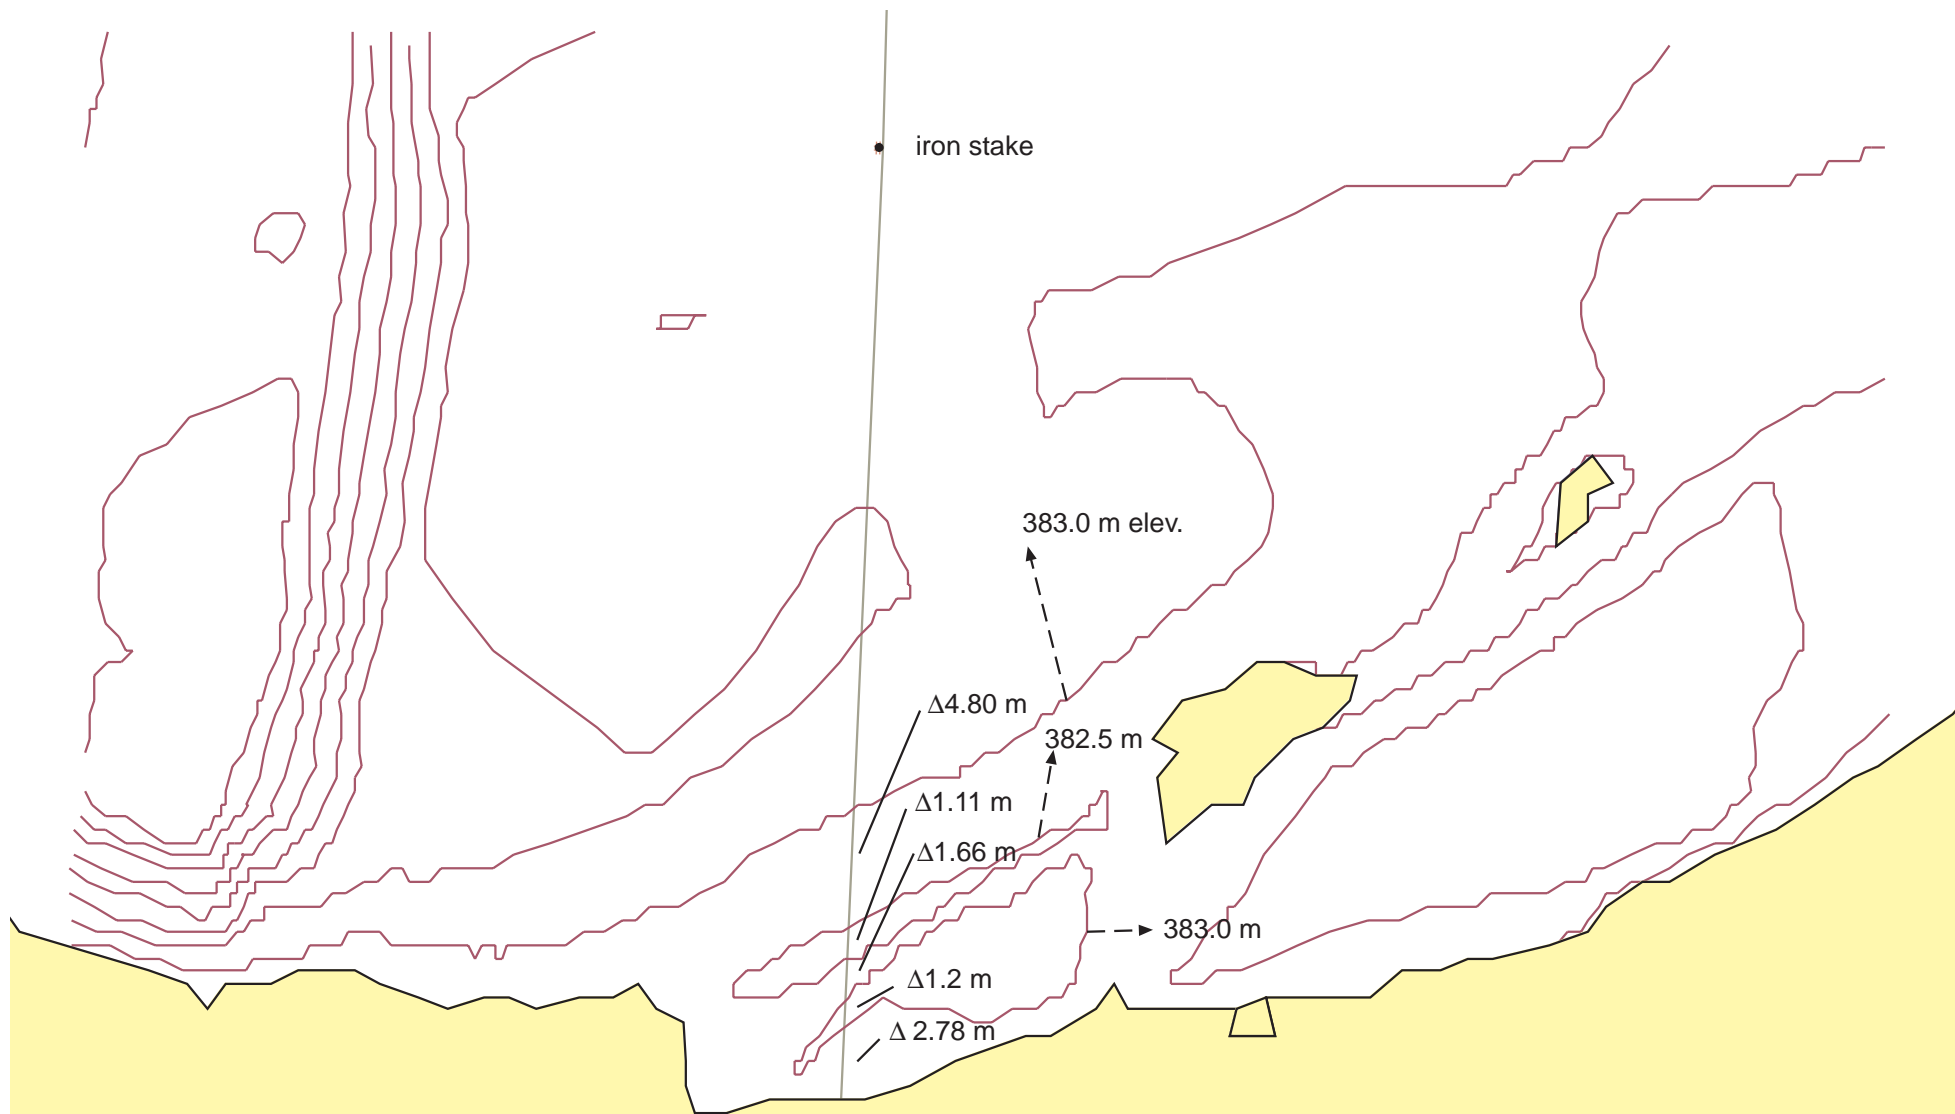 iron stake
383.0 m elev.
Δ4.80 m
382.5 m
Δ1.11 m
Δ1.66 m
383.0 m
Δ1.2 m
Δ 2.78 m